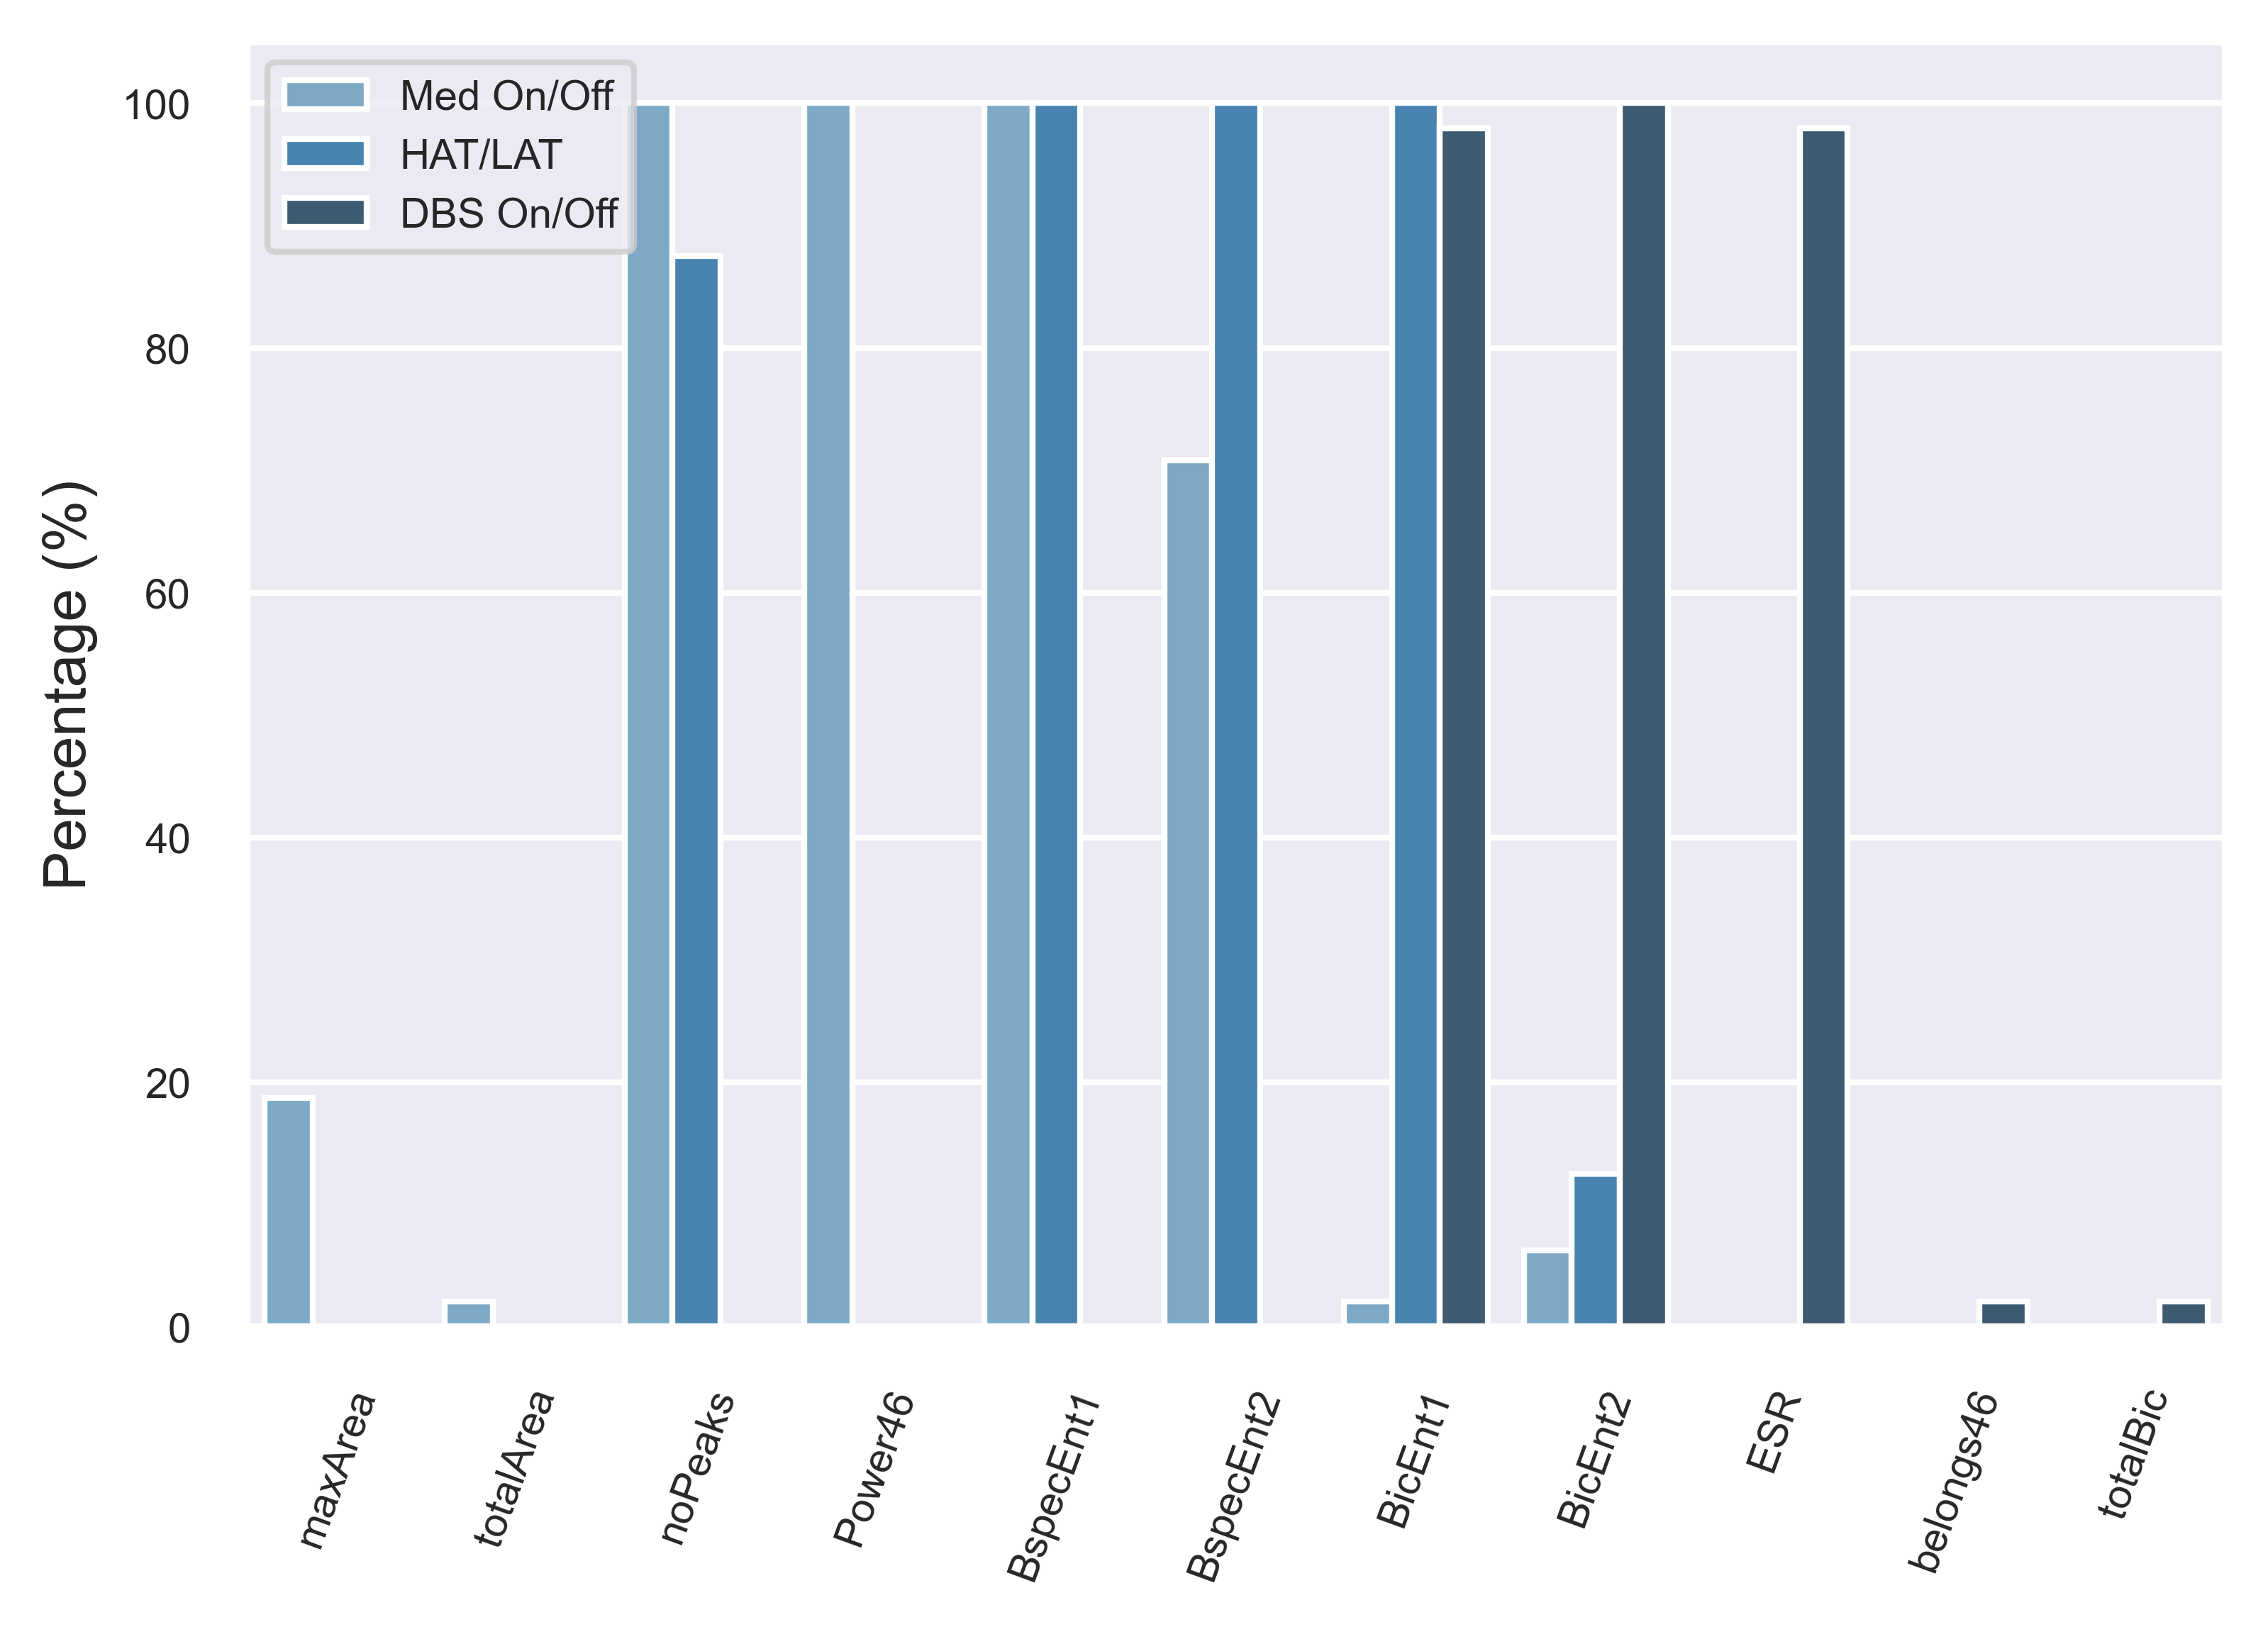 Med On/Off
HAT/LAT
DBS On/Off
Percentage (%)
100
80
60
40
20
0
maxArea
totalArea
noPeaks
Power46
BspecEnt1
BspecEnt2
BicEnt1
BicEnt2
ESR
belongs46
totalBic